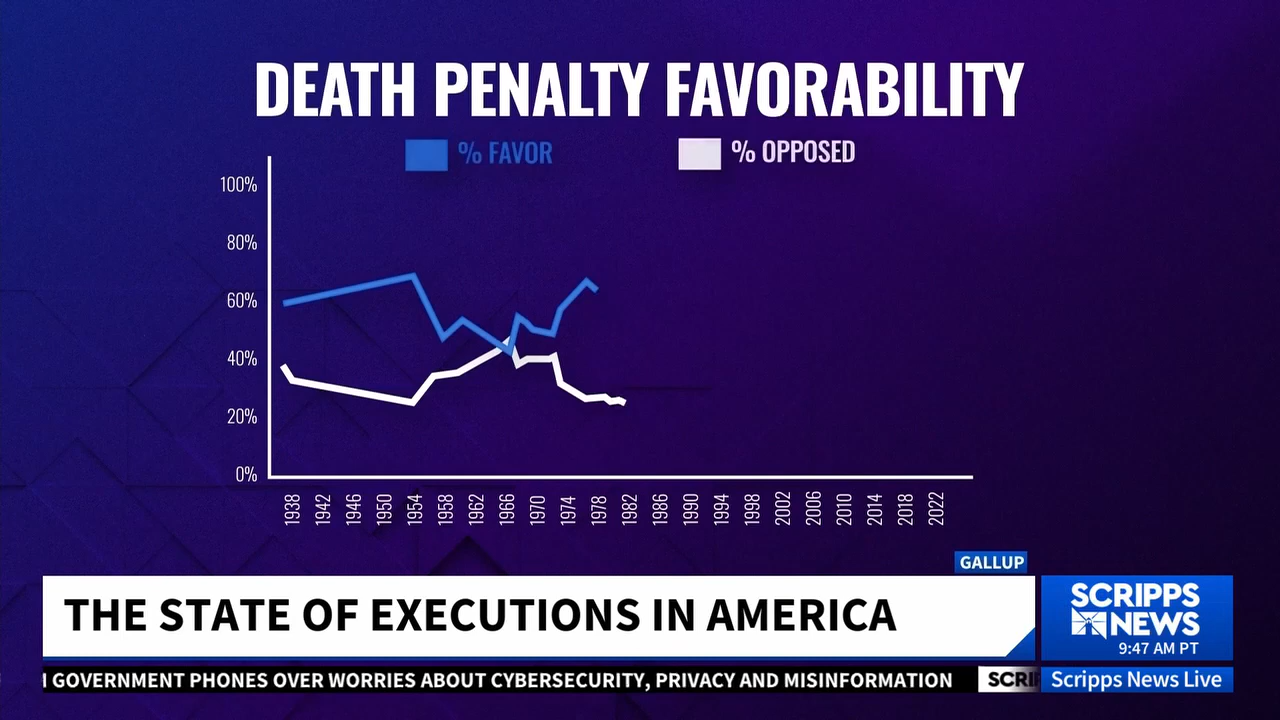 DEATH PENALTY FAVORABILITY
% FAVOR
% OPPOSED
100%
80%
60%
40%
20%
0%
1938 1942 1946 1950 1954 1958 1962 1966 1970 1974 1978 1982 1986 1990 1994 1998 2002 2006 2010 2014 2018 2022
GALLUP
THE STATE OF EXECUTIONS IN AMERICA
SCRIPPS
NEWS
9:47 AM PT
GOVERNMENT PHONES OVER WORRIES ABOUT CYBERSECURITY, PRIVACY AND MISINFORMATION
Scripps News Live